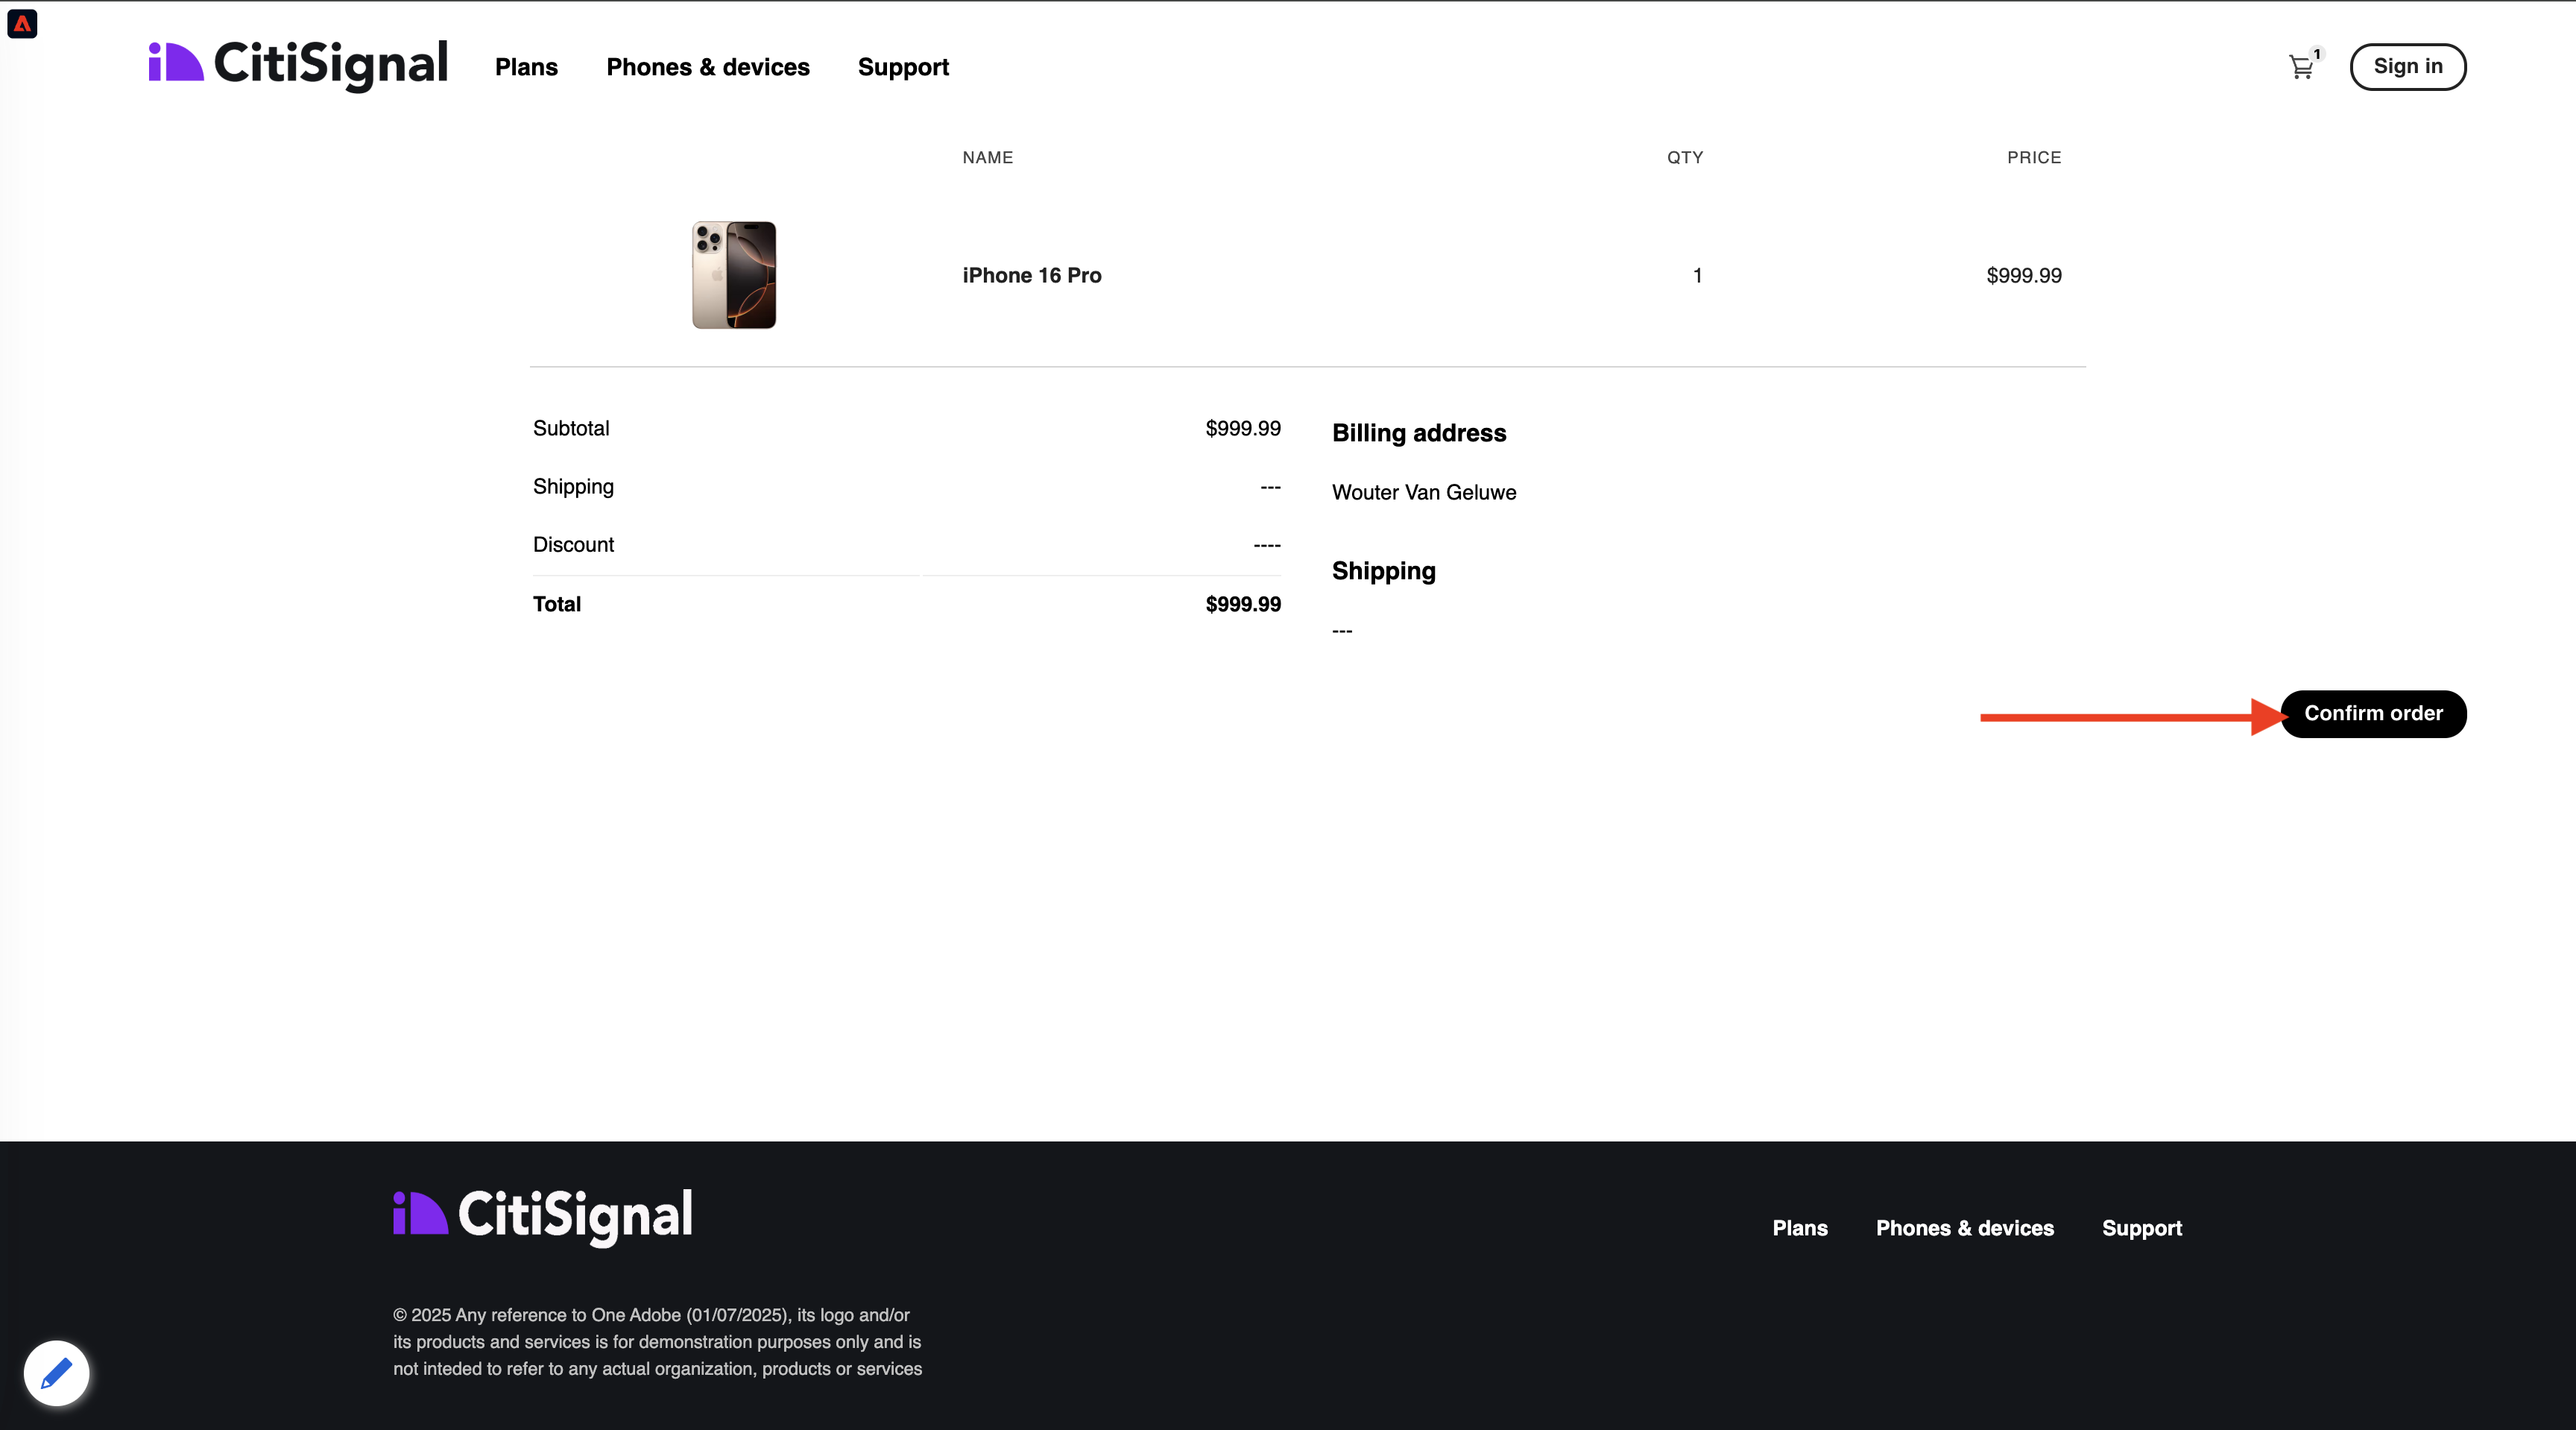 CitiSignal
Plans
Phones & devices
Support
1
Sign in
NAME
QTY
PRICE
iPhone 16 Pro
1
$999.99
Subtotal
$999.99
Shipping
---
Discount
----
Total
$999.99
Billing address
Wouter Van Geluwe
Shipping
---
Confirm order
CitiSignal
Plans
Phones & devices
Support
© 2025 Any reference to One Adobe (01/07/2025), its logo and/or
its products and services is for demonstration purposes only and is
not inteded to refer to any actual organization, products or services